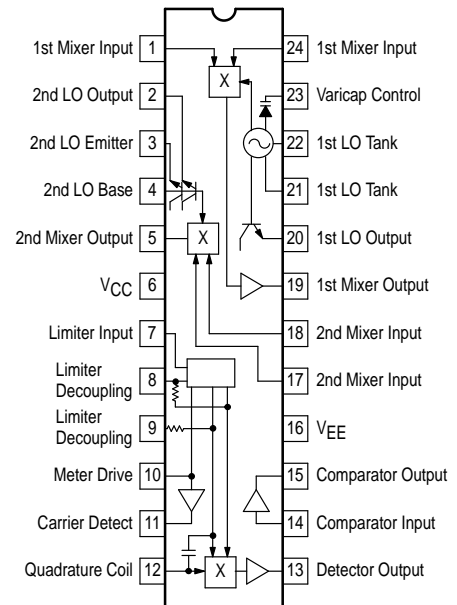 1st Mixer Input 1 24 1st Mixer Input
X
2nd LO Output 2 23 Varicap Control
2nd LO Emitter 3 22 1st LO Tank
2nd LO Base 4 21 1st LO Tank
2nd Mixer Output 5 X 20 1st LO Output
VCC 6 19 1st Mixer Output
Limiter Input 7 18 2nd Mixer Input
Limiter
Decoupling 8 17 2nd Mixer Input
Limiter
Decoupling 9 16 VEE
Meter Drive 10 15 Comparator Output
Carrier Detect 11 14 Comparator Input
Quadrature Coil 12 X 13 Detector Output